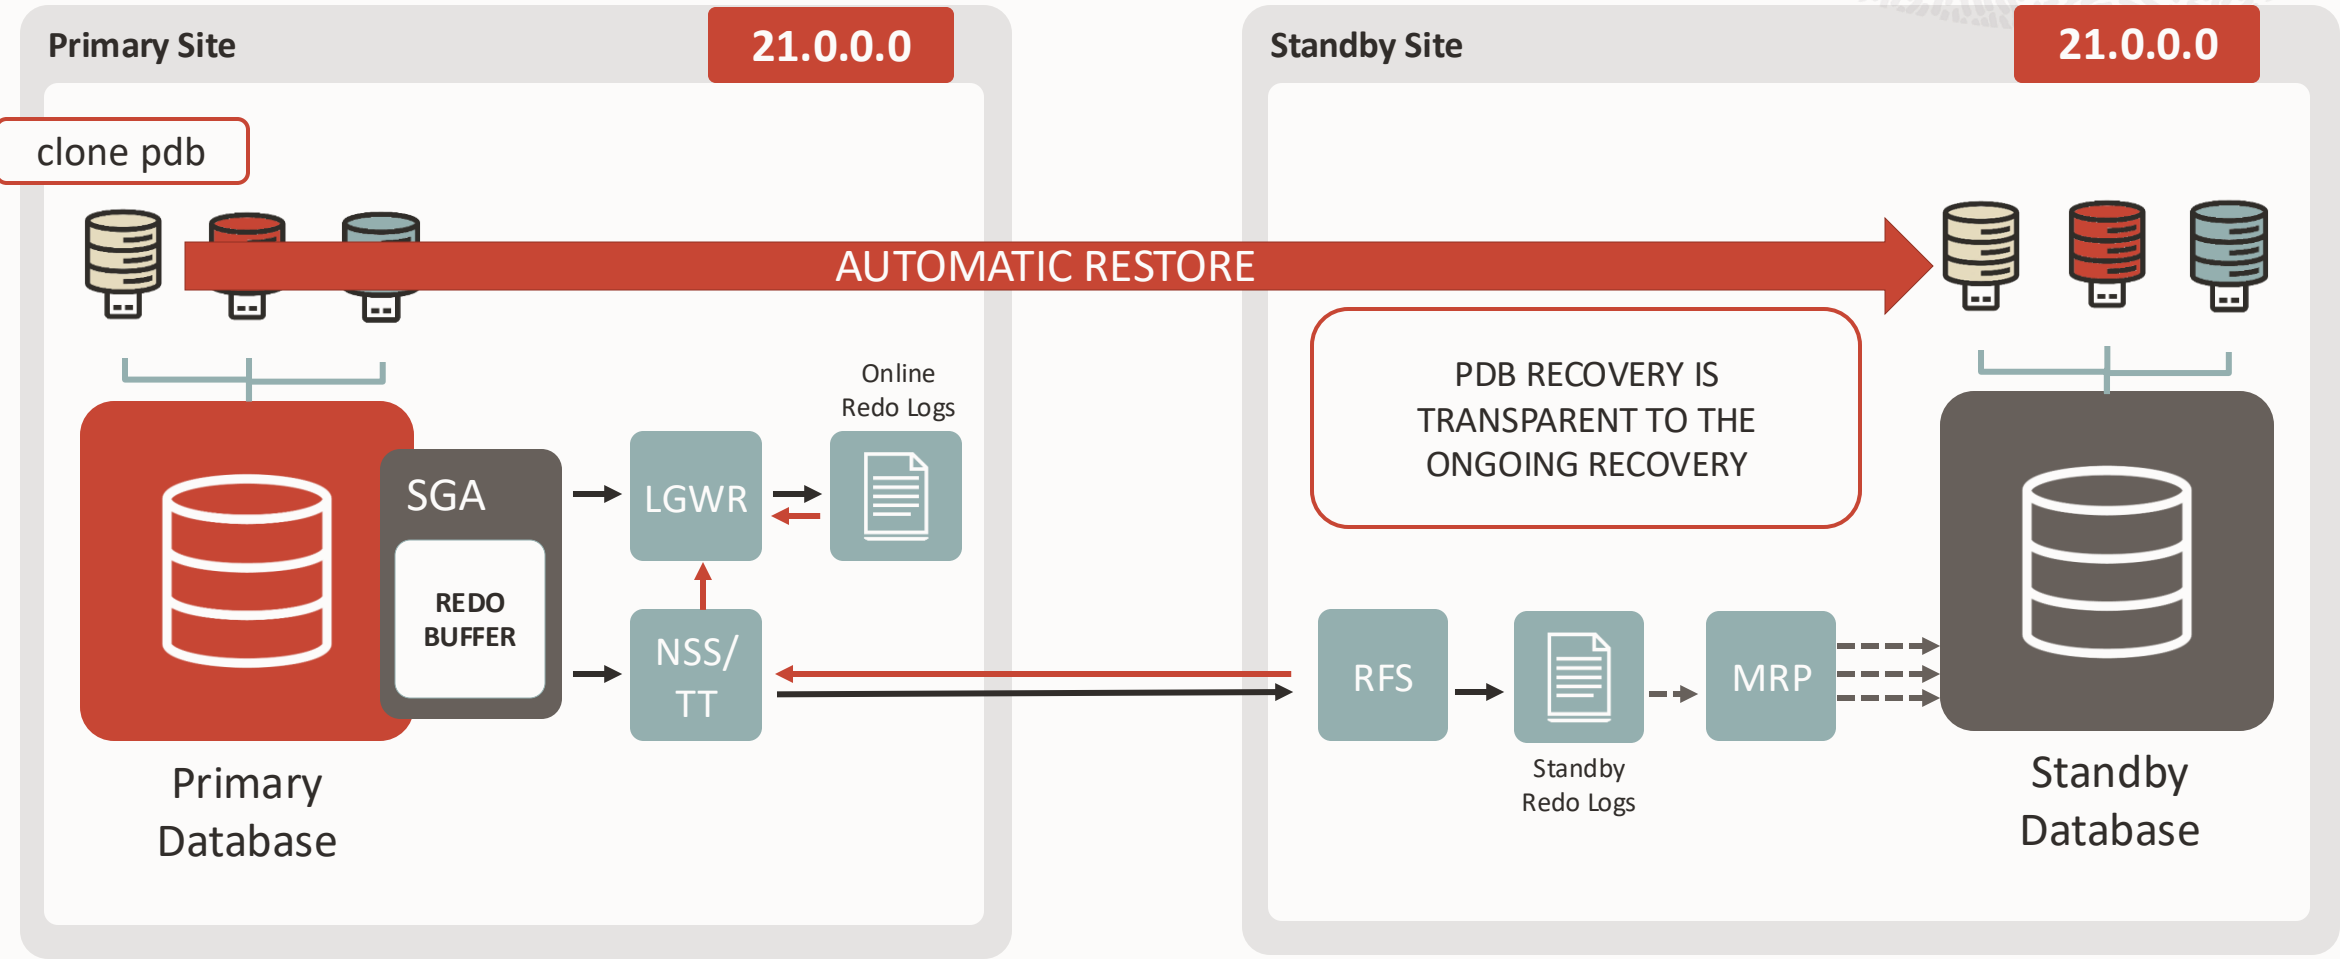 Primary Site
21.0.0.0
Standby Site
21.0.0.0
clone pdb
AUTOMATIC RESTORE
PDB RECOVERY IS
TRANSPARENT TO THE
ONGOING RECOVERY
Online
Redo Logs
SGA
LGWR
REDO
BUFFER
NSS/
TT
RFS
MRP
Standby
Redo Logs
Primary
Database
Standby
Database